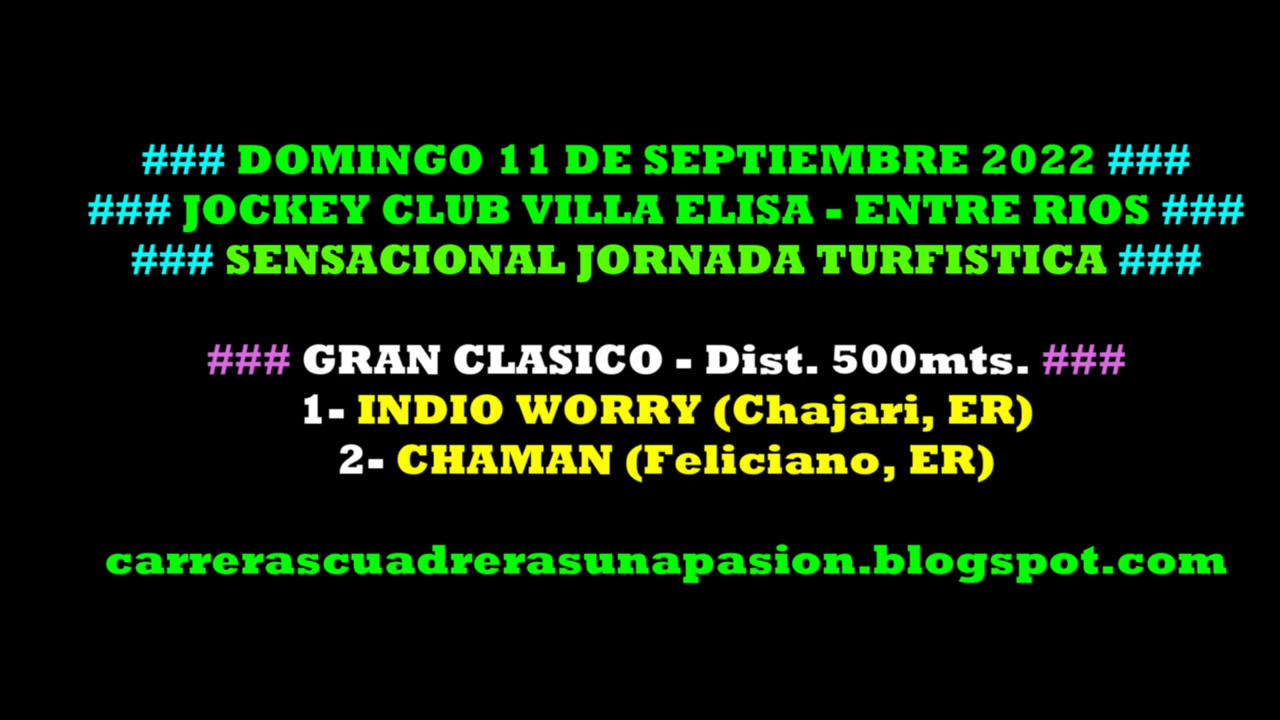 ### DOMINGO 11 DE SEPTIEMBRE 2022 ###
### JOCKEY CLUB VILLA ELISA - ENTRE RIOS ###
### SENSACIONAL JORNADA TURFISTICA ###
### GRAN CLASICO - Dist. 500mts. ###
1- INDIO WORRY (Chajari, ER)
2- CHAMAN (Feliciano, ER)
carrerascuadrerasunapasion.blogspot.com